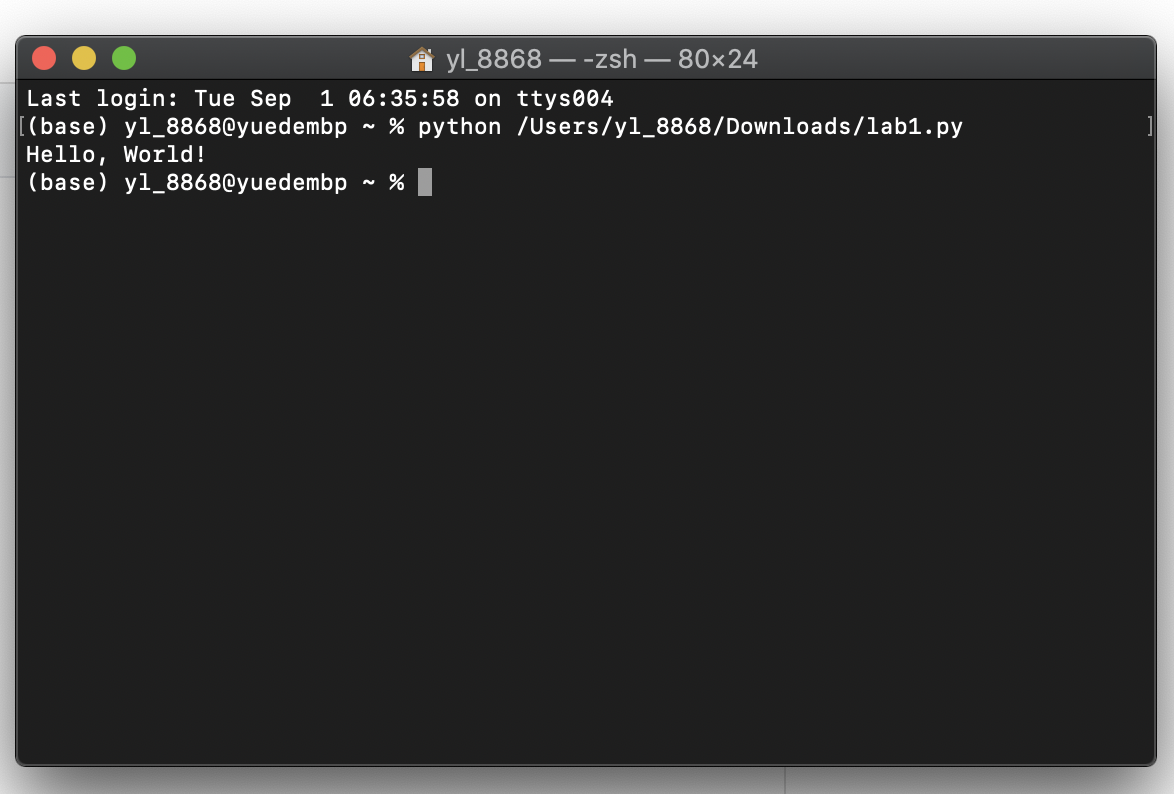 yl_8868 — -zsh — 80×24
Last login: Tue Sep  1 06:35:58 on ttys004
[(base) yl_8868@yuedembp ~ % python /Users/yl_8868/Downloads/lab1.py ]
Hello, World!
(base) yl_8868@yuedembp ~ %